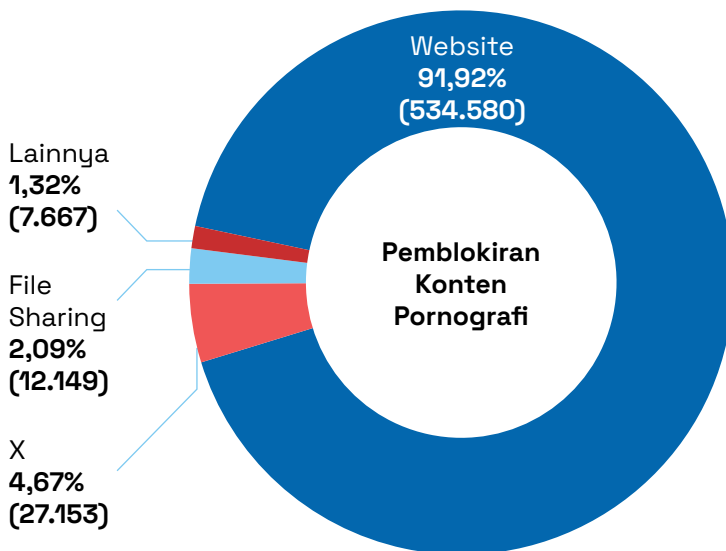 Website
91,92%
(534.580)
Lainnya
1,32%
(7.667)
File
Sharing
2,09%
(12.149)
X
4,67%
(27.153)
Pemblokiran
Konten
Pornografi